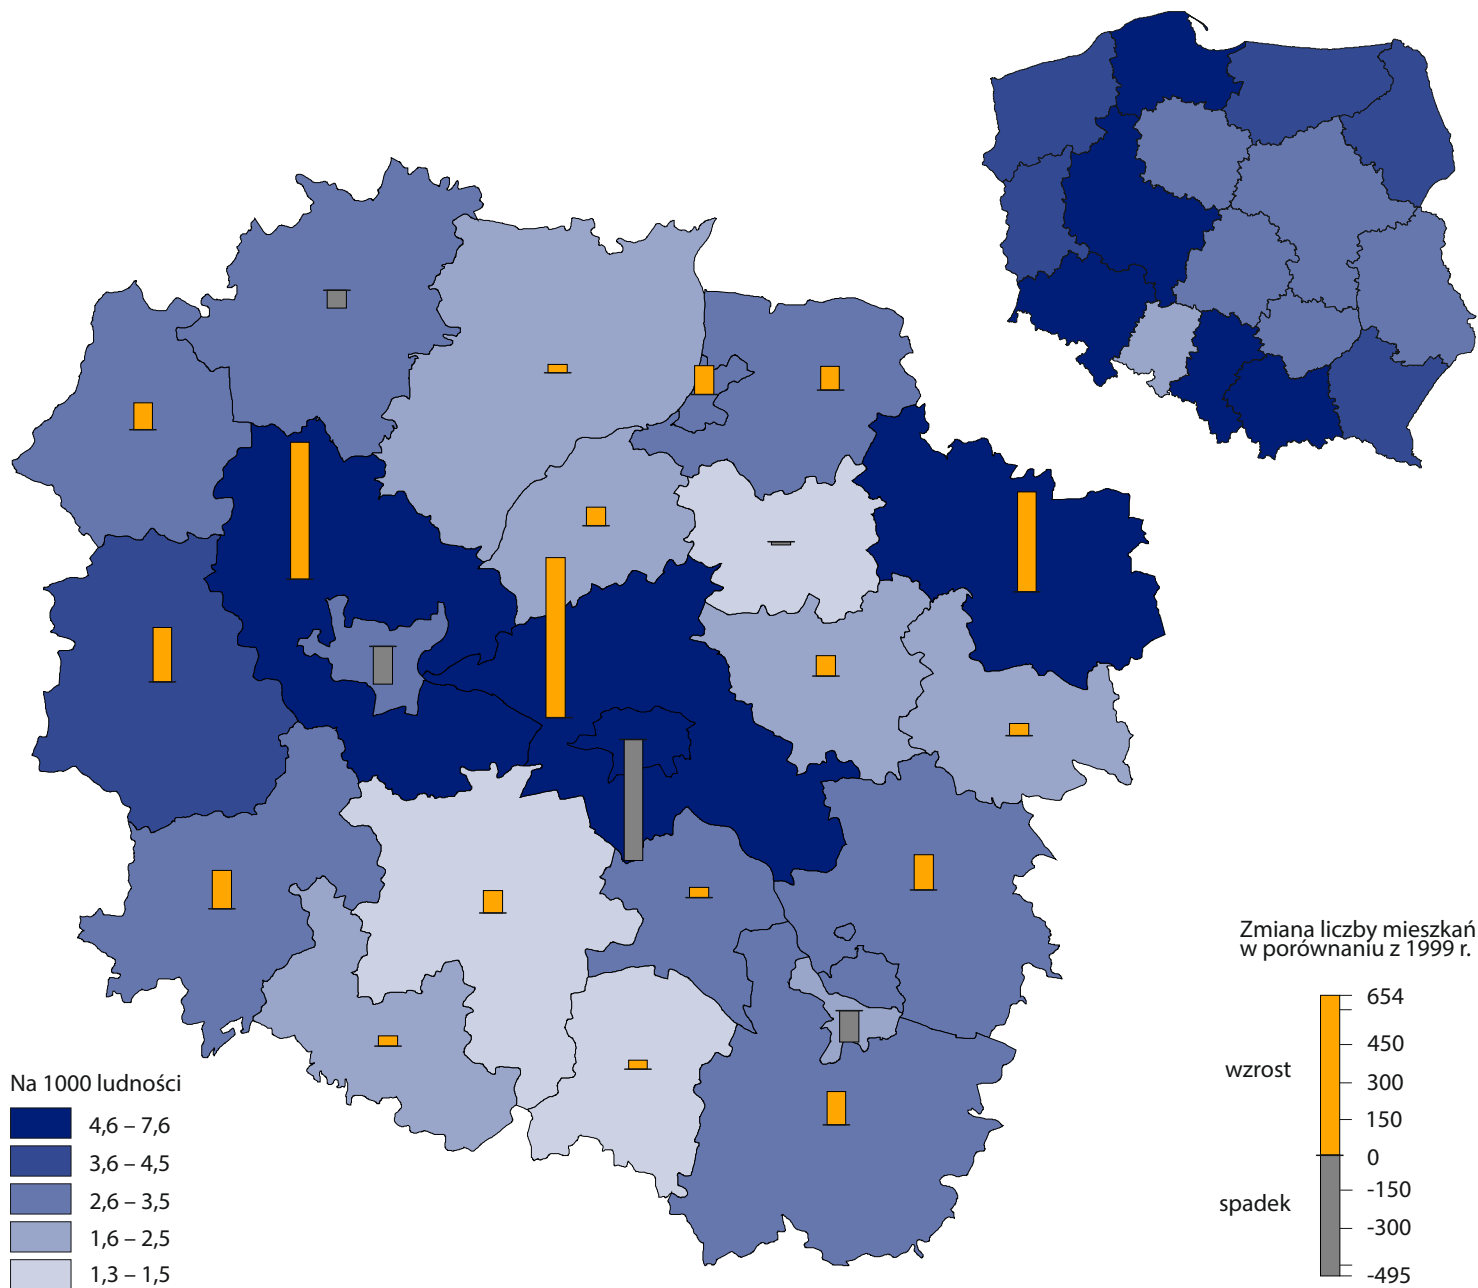 Zmiana liczby mieszkań
w porównaniu z 1999 r.
654
450
300
150
0
-150
-300
-495
wzrost
spadek
Na 1000 ludności
4,6 – 7,6
3,6 – 4,5
2,6 – 3,5
1,6 – 2,5
1,3 – 1,5